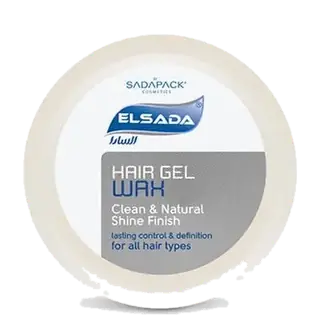 SADAPACK
COSMETICS
ELSADA
السادا
HAIR GEL
WAX
Clean & Natural
Shine Finish
lasting control & definition
for all hair types